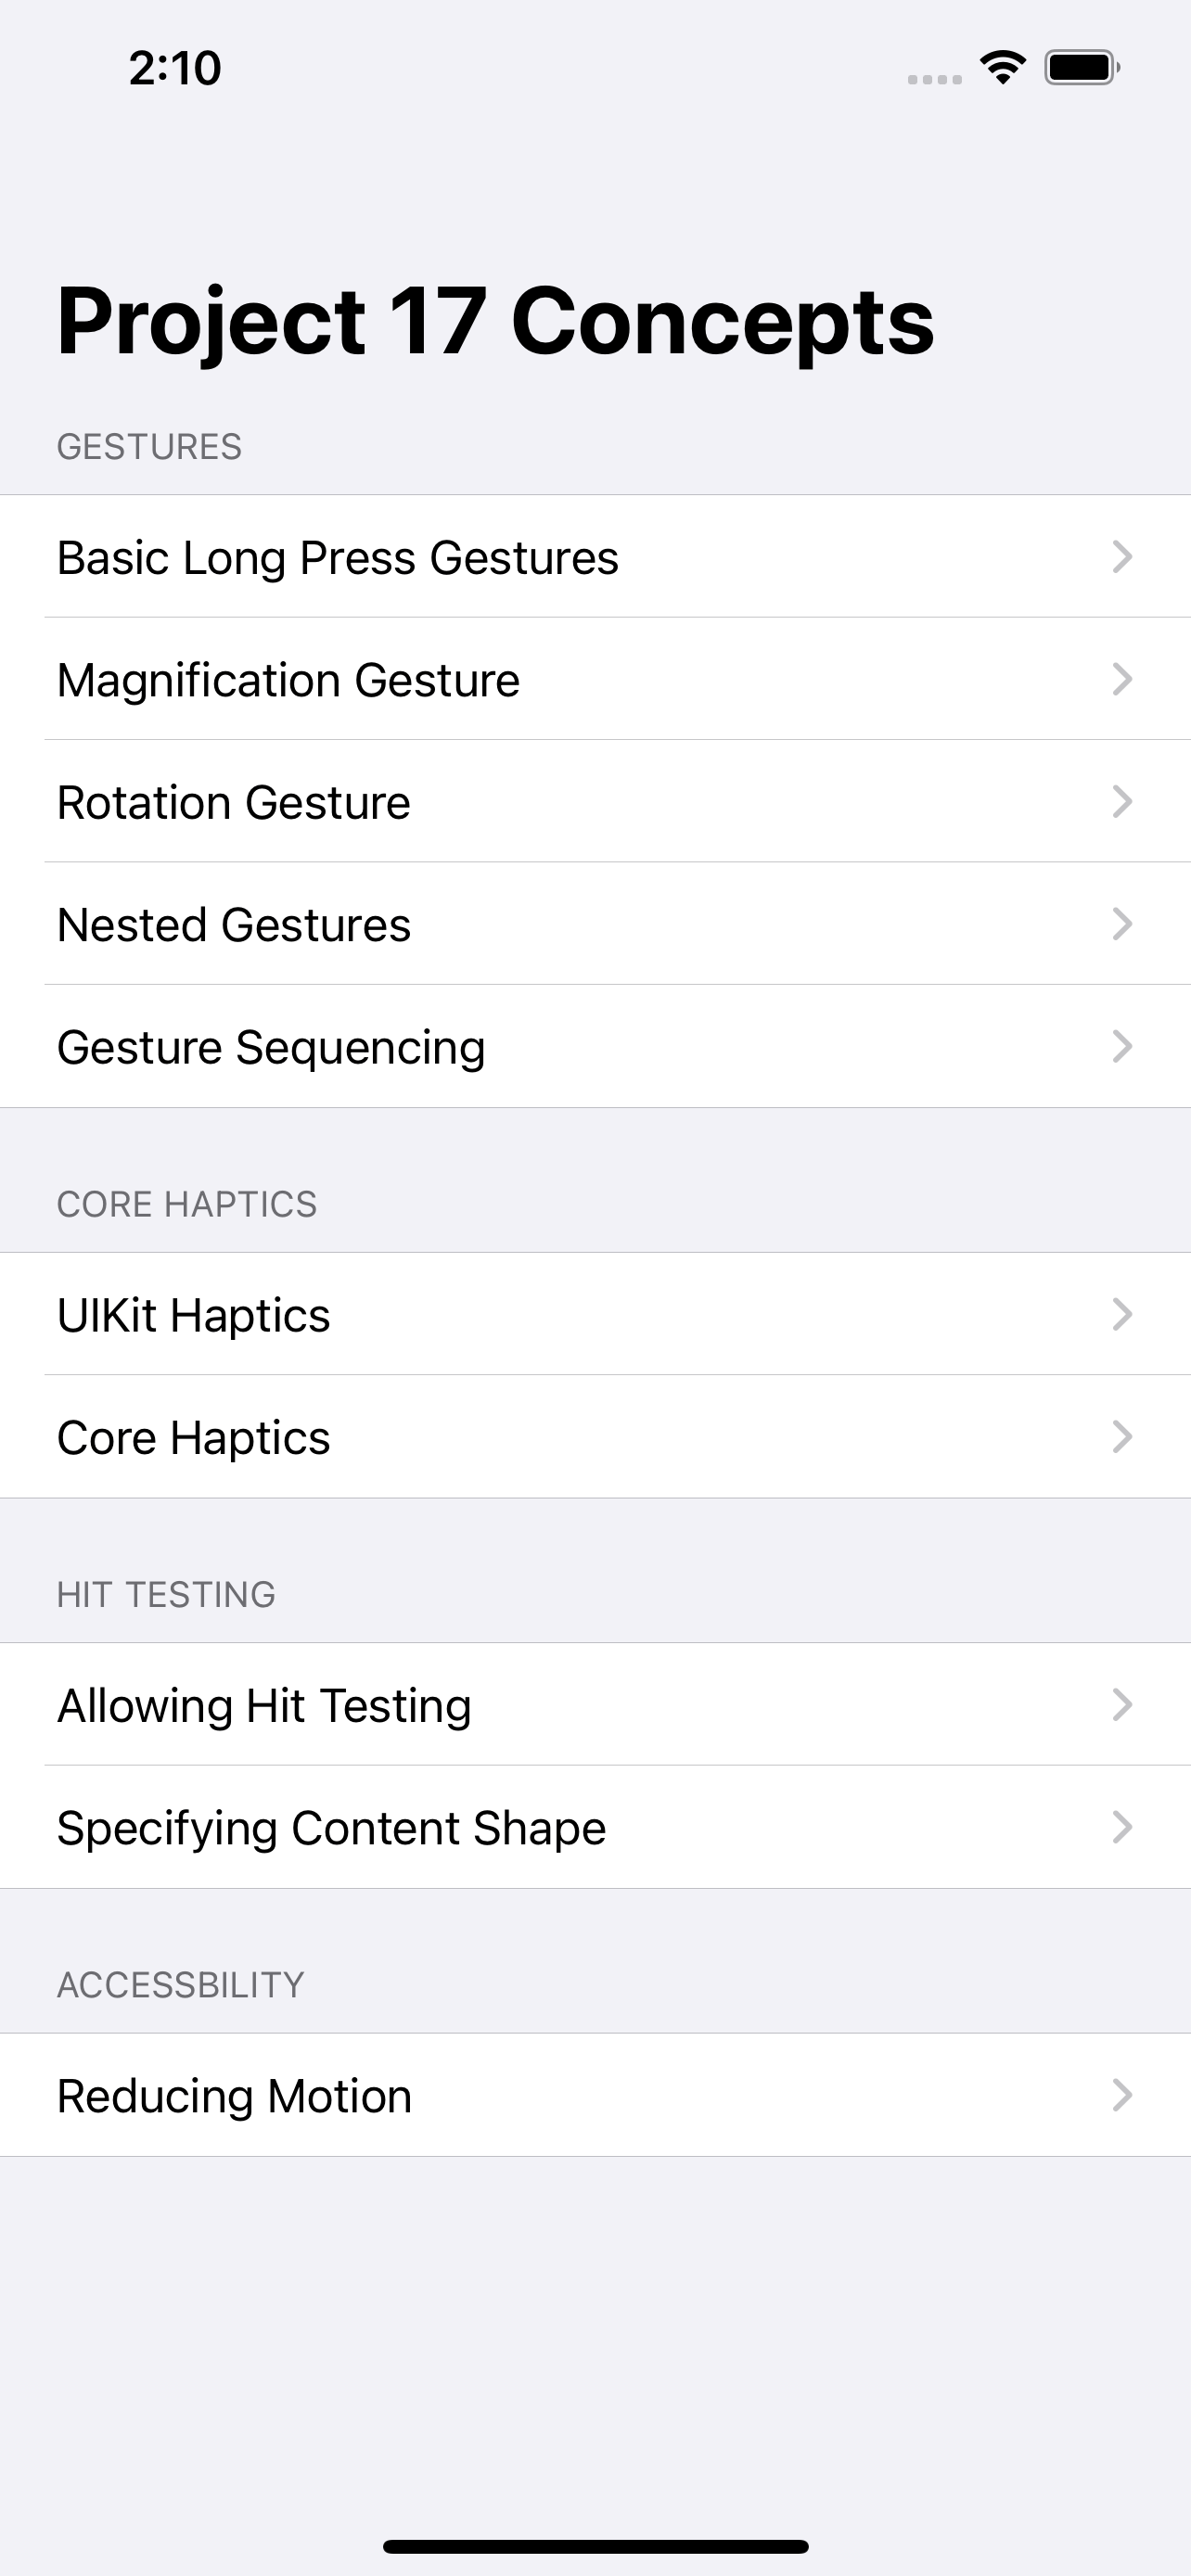 2:10
Project 17 Concepts
GESTURES
Basic Long Press Gestures
Magnification Gesture
Rotation Gesture
Nested Gestures
Gesture Sequencing
CORE HAPTICS
UIKit Haptics
Core Haptics
HIT TESTING
Allowing Hit Testing
Specifying Content Shape
ACCESSBILITY
Reducing Motion